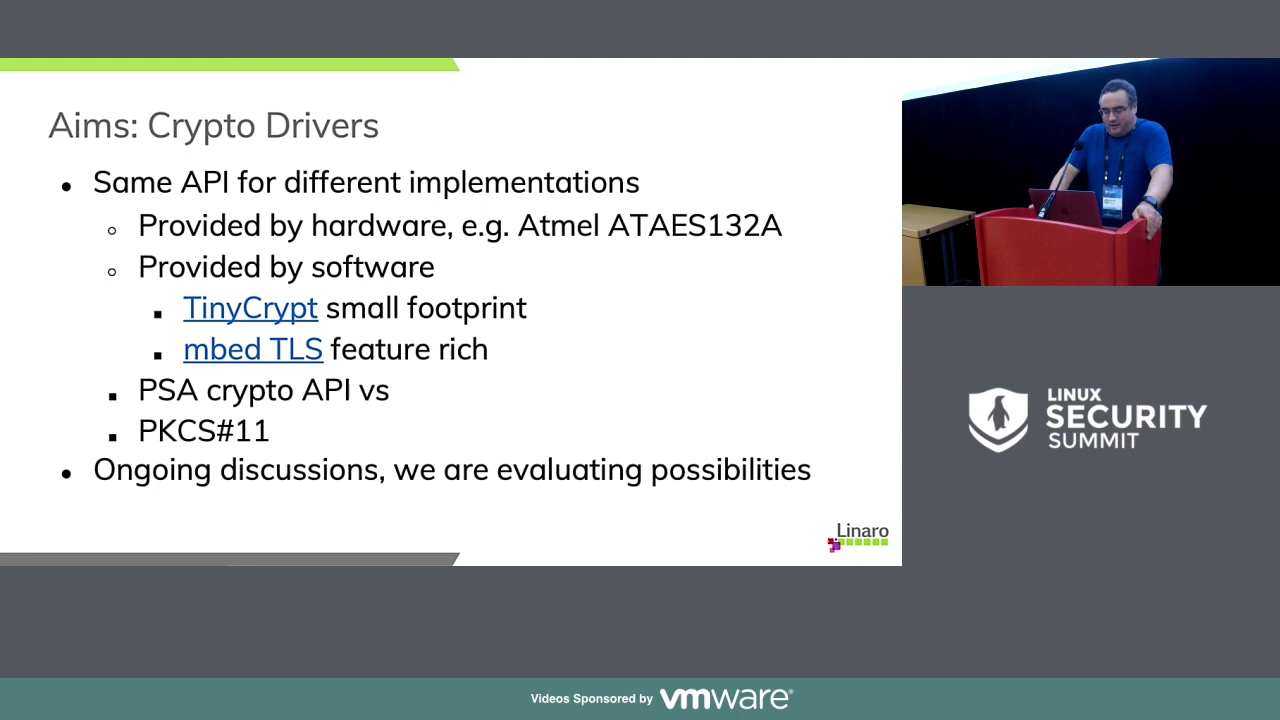 Aims: Crypto Drivers
Same API for different implementations
Provided by hardware, e.g. Atmel ATAES132A
Provided by software
TinyCrypt small footprint
mbed TLS feature rich
PSA crypto API vs
PKCS#11
Ongoing discussions, we are evaluating possibilities
Linaro
LINUX
SECURITY
SUMMIT
Videos Sponsored by vmware®